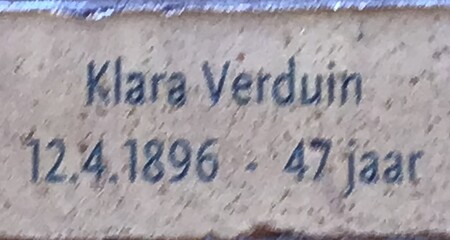 Klara Verduin
12.4.1896 - 47 jaar